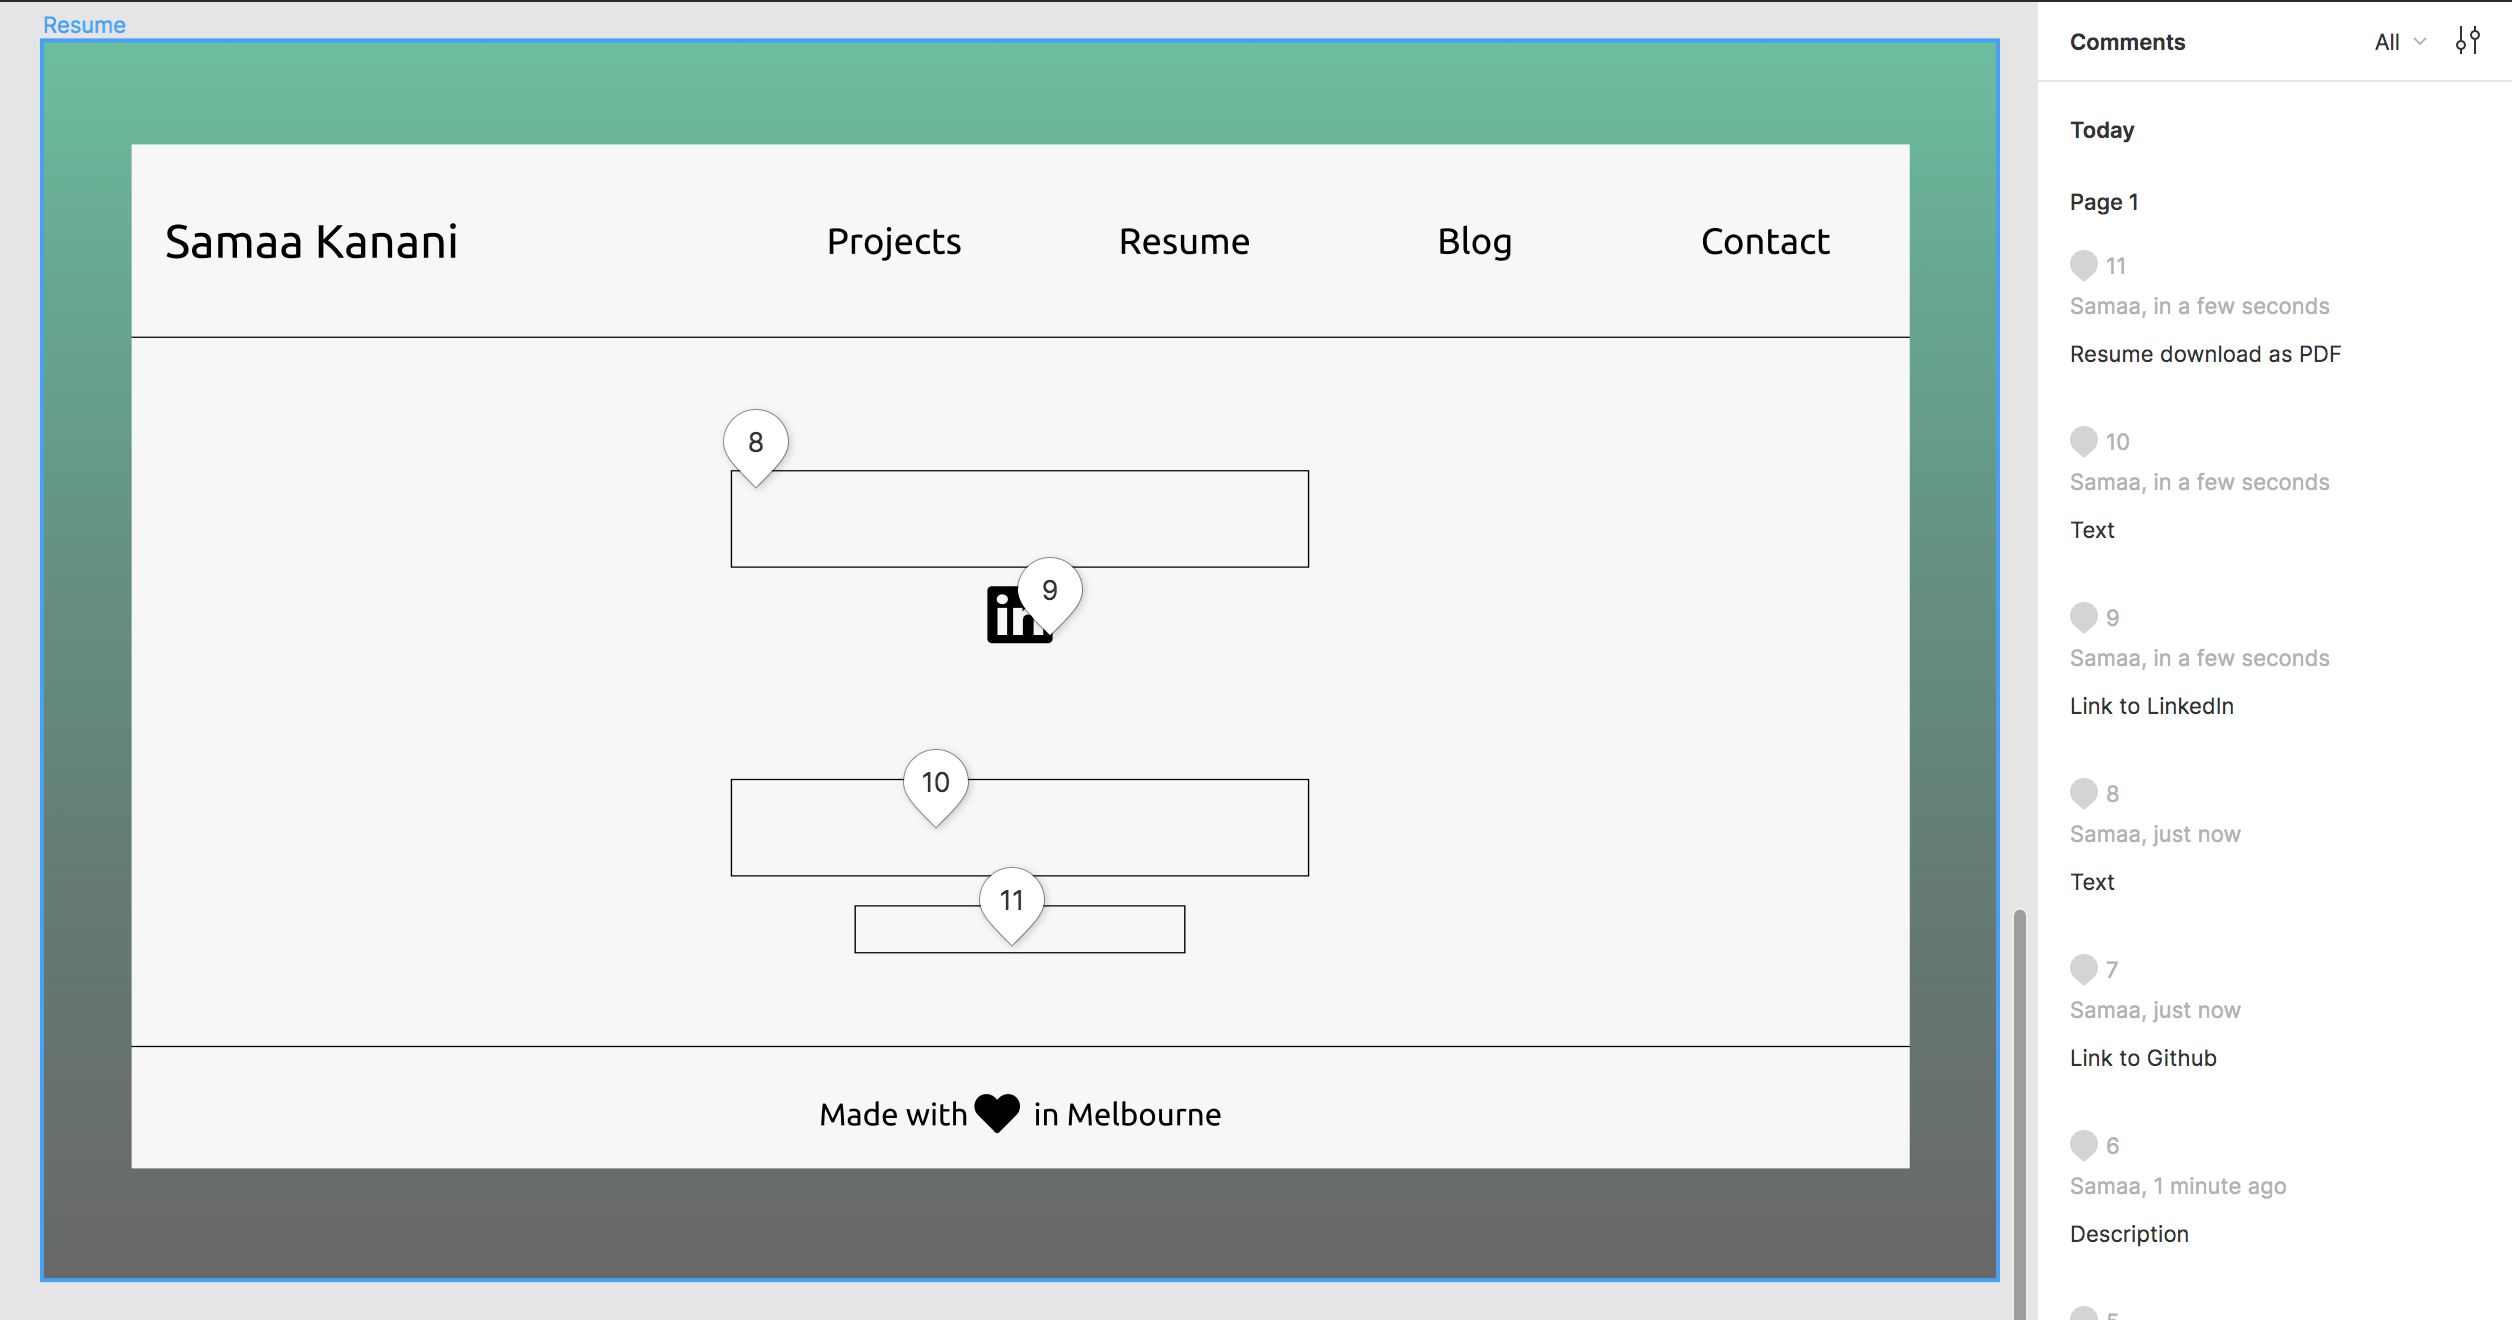 Resume
Samaa Kanani
Projects
Resume
Blog
Contact
8
in
9
10
11
Made with
in Melbourne
Comments
All
Today
Page 1
11
Samaa, in a few seconds
Resume download as PDF
10
Samaa, in a few seconds
Text
9
Samaa, in a few seconds
Link to LinkedIn
8
Samaa, just now
Text
7
Samaa, just now
Link to Github
6
Samaa, 1 minute ago
Description